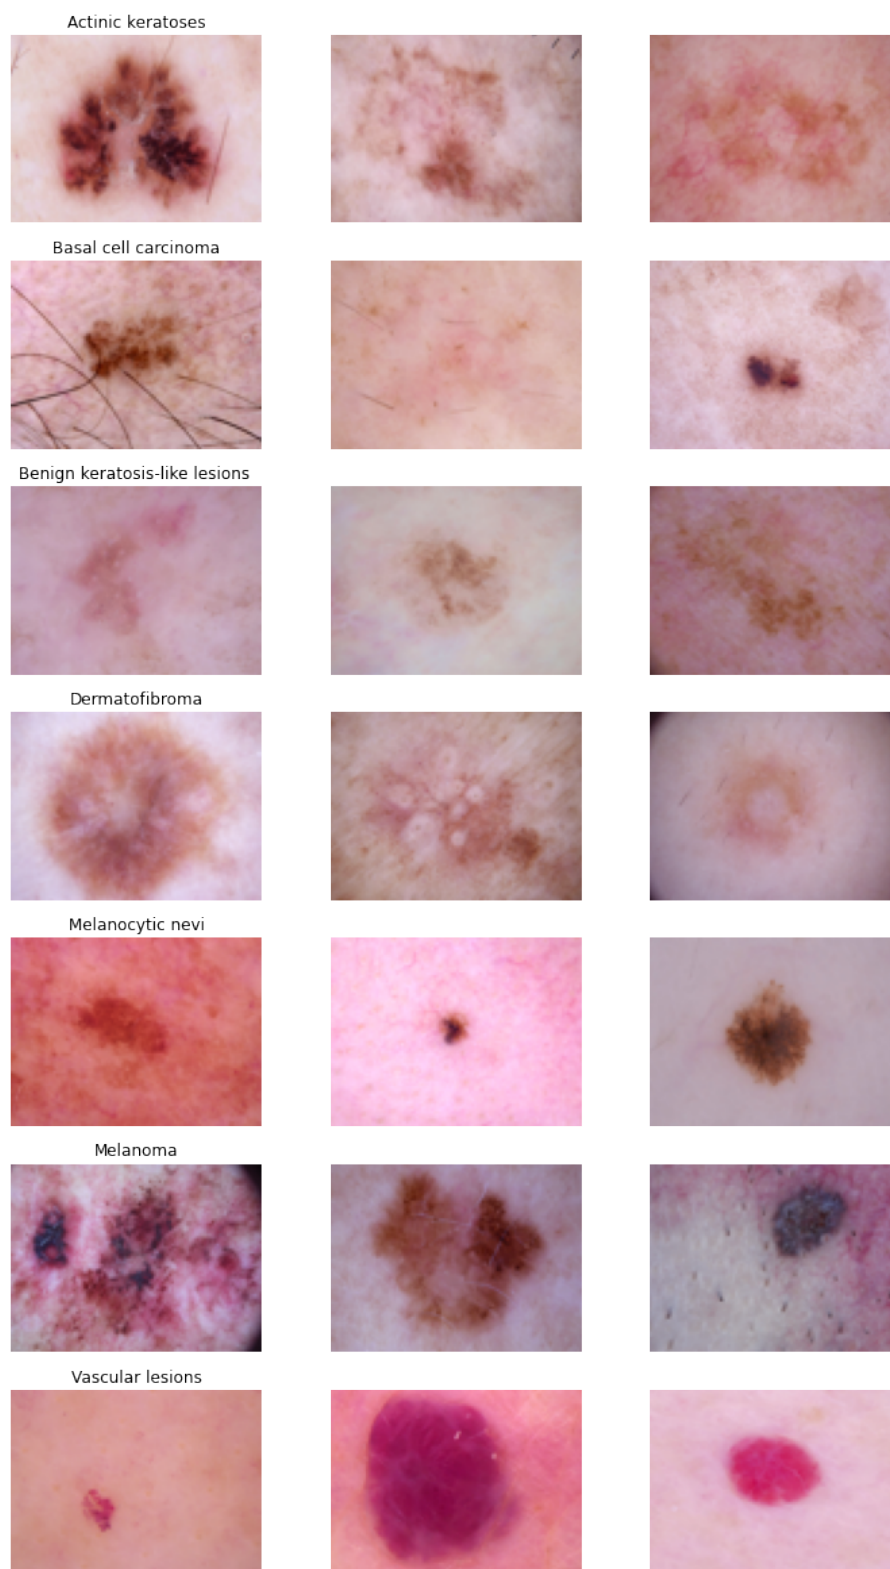 Actinic keratoses
Basal cell carcinoma
Benign keratosis-like lesions
Dermatofibroma
Melanocytic nevi
Melanoma
Vascular lesions